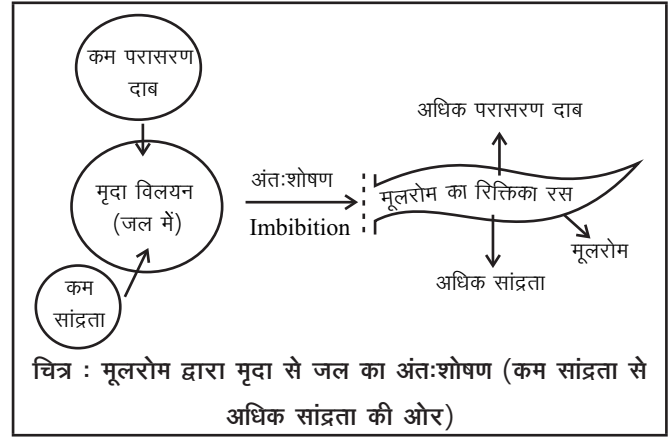 कम परासरण
दाब
अधिक परासरण दाब
मृदा विलयन
(जल में)
अंतःशोषण
Imbibition
मूलरोम का रिक्तिका रस
मूलरोम
कम
सांद्रता
अधिक सांद्रता
चित्र : मूलरोम द्वारा मृदा से जल का अंतःशोषण (कम सांद्रता से
अधिक सांद्रता की ओर)